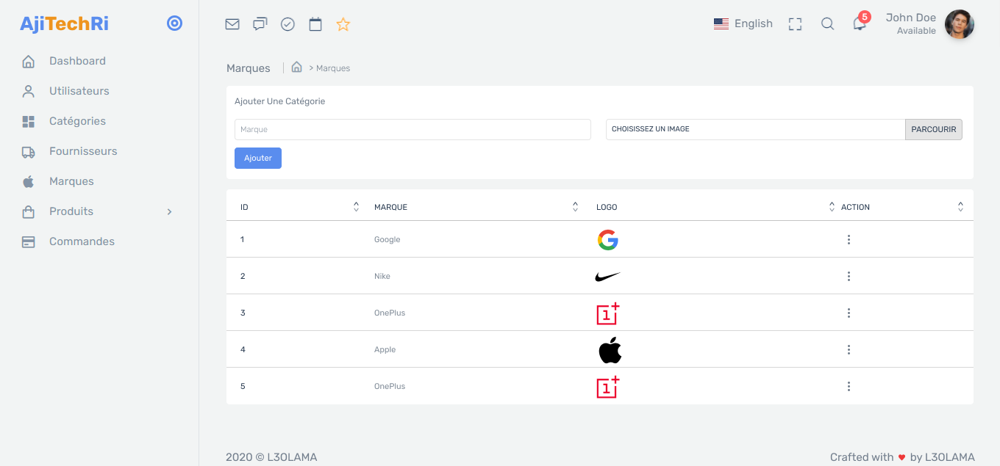 AjiTechRi
Dashboard
Utilisateurs
Catégories
Fournisseurs
Marques
Produits
Commandes
English
5
John Doe
Available
Marques
> Marques
Ajouter Une Catégorie
Marque
CHOISISSEZ UN IMAGE
PARCOURIR
Ajouter
ID MARQUE LOGO ACTION
1 Google
2 Nike
3 OnePlus
4 Apple
5 OnePlus
2020 © L3OLAMA
Crafted with ♥ by L3OLAMA